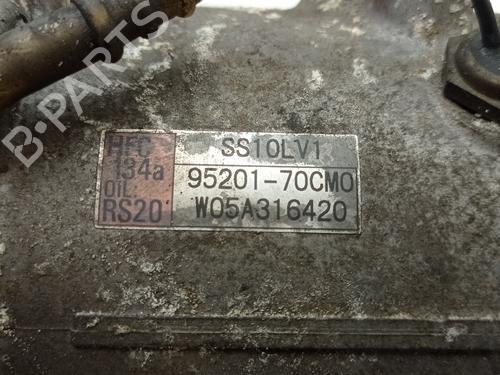 B-PARTS
HFC
134a
OIL:
RS20
SS10LV1
95201-70CM0
W05A316420